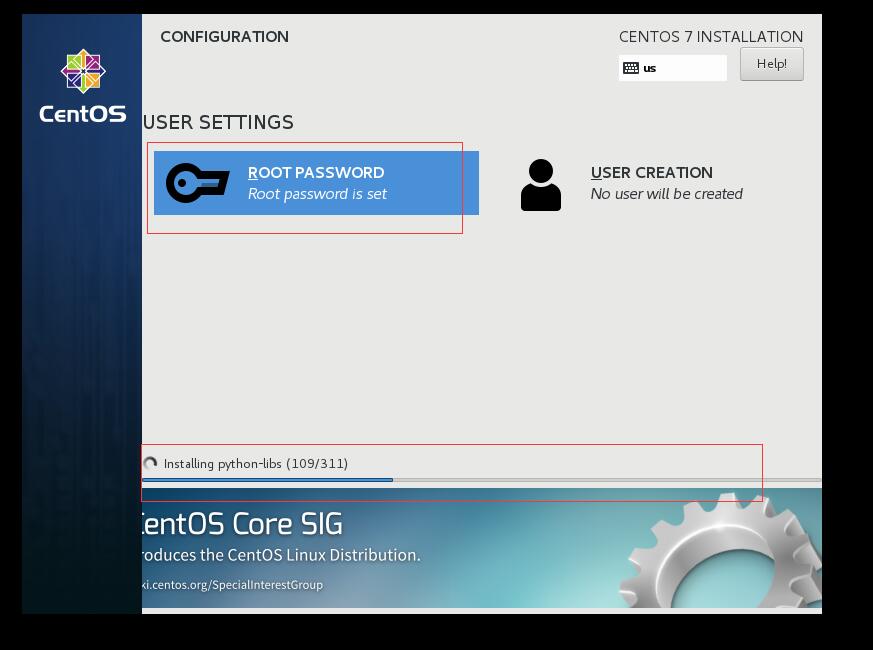 CONFIGURATION
CENTOS 7 INSTALLATION
us
Help!
CentOS
USER SETTINGS
ROOT PASSWORD
Root password is set
USER CREATION
No user will be created
Installing python-libs (109/311)
CentOS Core SIG
roduces the CentOS Linux Distribution.
ki.centos.org/SpecialInterestGroup